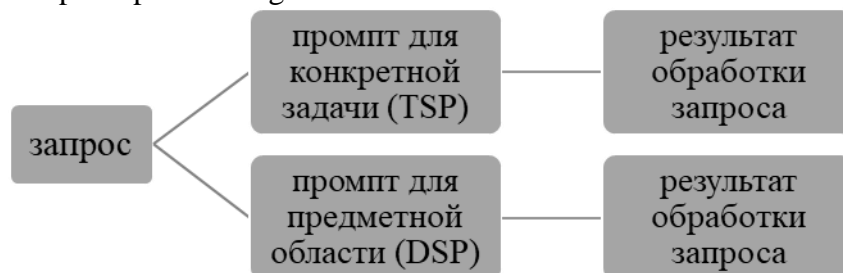 промпт для
конкретной
задачи (TSP)
результат
обработки
запроса
запрос
промпт для
предметной
области (DSP)
результат
обработки
запроса